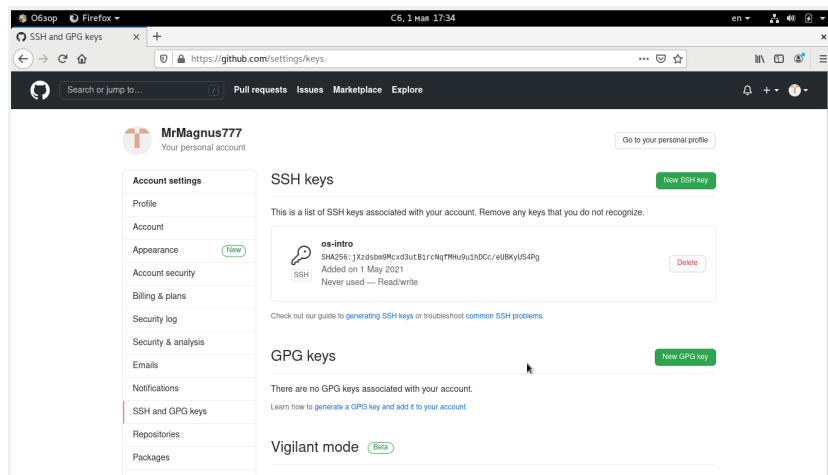 Обзор Firefox Сб, 1 мая 17:34 en
SSH and GPG keys
https://github.com/settings/keys
Search or jump to… / Pull requests Issues Marketplace Explore
MrMagnus777
Your personal account
Go to your personal profile
Account settings
Profile
Account
Appearance New
Account security
Billing & plans
Security log
Security & analysis
Emails
Notifications
SSH and GPG keys
Repositories
Packages
SSH keys
New SSH key
This is a list of SSH keys associated with your account. Remove any keys that you do not recognize.
os-intro
SHA256:jXzdsbm9Mcxd3utBircNqfMHu9uihDCc/eUBKyUS4Pg
SSH
Added on 1 May 2021
Never used — Read/write
Delete
Check out our guide to generating SSH keys or troubleshoot common SSH problems.
GPG keys
New GPG key
There are no GPG keys associated with your account.
Learn how to generate a GPG key and add it to your account.
Vigilant mode Beta